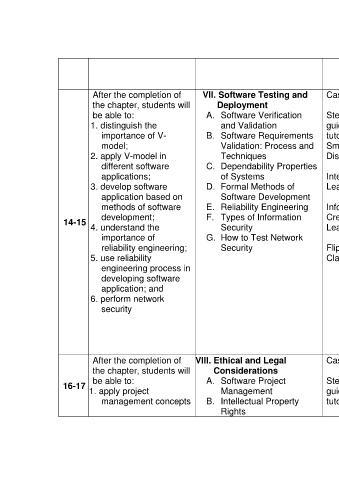 14-15
After the completion of
the chapter, students will
be able to:
1. distinguish the
importance of V-
model;
2. apply V-model in
different software
applications;
3. develop software
application based on
methods of software
development;
4. understand the
importance of
reliability engineering;
5. use reliability
engineering process in
developing software
application; and
6. perform network
security
VII. Software Testing and
Deployment
A. Software Verification
and Validation
B. Software Requirements
Validation: Process and
Techniques
C. Dependability Properties
of Systems
D. Formal Methods of
Software Development
E. Reliability Engineering
F. Types of Information
Security
G. How to Test Network
Security
Cas
Ste
guid
tuto
Sm
Dis
Inte
Lea
Info
Cre
Lea
Flip
Cla
16-17
After the completion of
the chapter, students will
be able to:
1. apply project
management concepts
VIII. Ethical and Legal
Considerations
A. Software Project
Management
B. Intellectual Property
Rights
Cas
Ste
guid
tuto